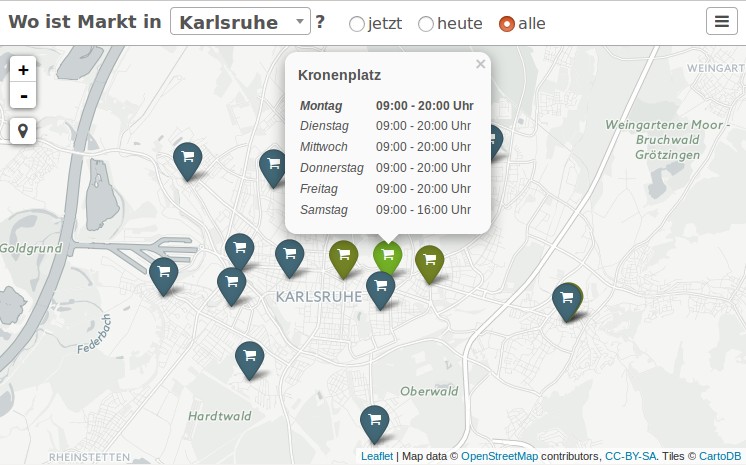 Wo ist Markt in Karlsruhe ? jetzt heute alle
+
-
×
Kronenplatz
Montag 09:00 - 20:00 Uhr
Dienstag 09:00 - 20:00 Uhr
Mittwoch 09:00 - 20:00 Uhr
Donnerstag 09:00 - 20:00 Uhr
Freitag 09:00 - 20:00 Uhr
Samstag 09:00 - 16:00 Uhr
WEINGART
Weingartener Moor -
Bruchwald
Grötzingen
Goldgrund
KARLSRUHE
Federbach
Oberwald
Hardtwald
RHEINSTETTEN
Leaflet | Map data © OpenStreetMap contributors, CC-BY-SA. Tiles © CartoDB